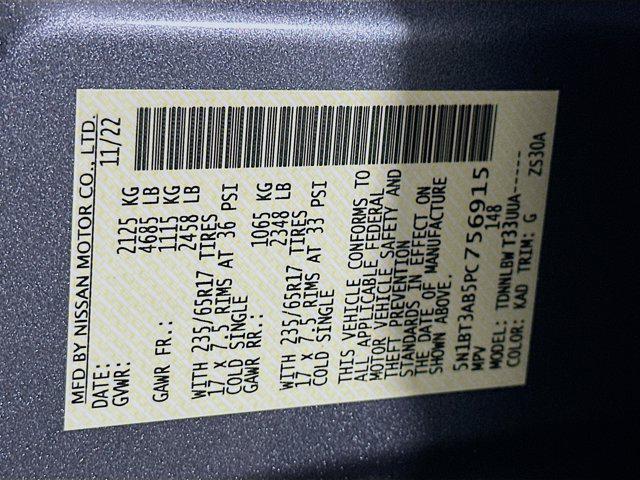 MFD BY NISSAN MOTOR CO., LTD.
DATE: 11/22
GVWR: 2125 KG
4685 LB
GAWR FR.: 1115 KG
2458 LB
WITH 235/65R17 TIRES
17 X 7.5 RIMS AT 36 PSI
COLD SINGLE
GAWR RR.: 1065 KG
2348 LB
WITH 235/65R17 TIRES
17 X 7.5 RIMS AT 33 PSI
COLD SINGLE
THIS VEHICLE CONFORMS TO
ALL APPLICABLE FEDERAL
MOTOR VEHICLE SAFETY AND
THEFT PREVENTION
STANDARDS IN EFFECT ON
THE DATE OF MANUFACTURE
SHOWN ABOVE.
5N1BT3AB5PC756915
MPV 148
MODEL: TDNNLBW T33UUA-----
COLOR: KAD TRIM: G ZS30A